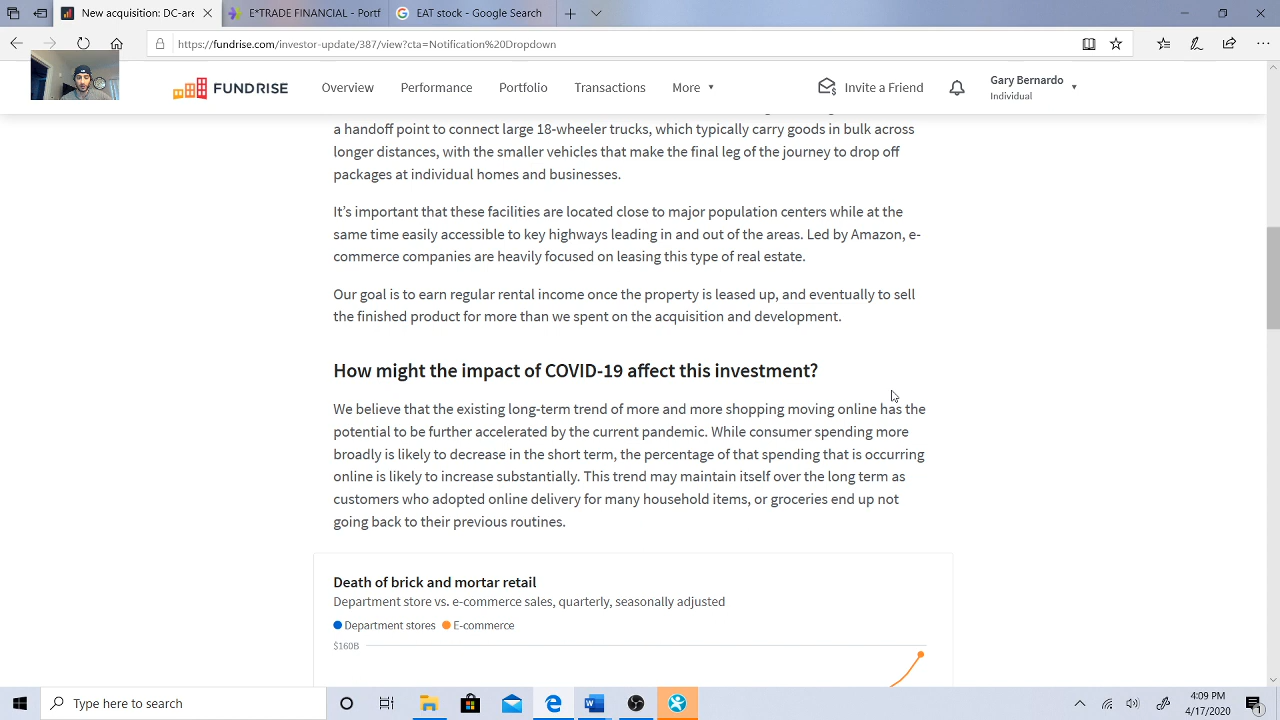 New acquisition: DC-are
E*TRADE FINANCIAL - Port
EAT stock - Google Search
https://fundrise.com/investor-update/387/view?cta=Notification%20Dropdown
FUNDRISE
Overview
Performance
Portfolio
Transactions
More
Invite a Friend
Gary Bernardo
Individual
a handoff point to connect large 18-wheeler trucks, which typically carry goods in bulk across
longer distances, with the smaller vehicles that make the final leg of the journey to drop off
packages at individual homes and businesses.
It's important that these facilities are located close to major population centers while at the
same time easily accessible to key highways leading in and out of the areas. Led by Amazon, e-
commerce companies are heavily focused on leasing this type of real estate.
Our goal is to earn regular rental income once the property is leased up, and eventually to sell
the finished product for more than we spent on the acquisition and development.
How might the impact of COVID-19 affect this investment?
We believe that the existing long-term trend of more and more shopping moving online has the
potential to be further accelerated by the current pandemic. While consumer spending more
broadly is likely to decrease in the short term, the percentage of that spending that is occurring
online is likely to increase substantially. This trend may maintain itself over the long term as
customers who adopted online delivery for many household items, or groceries end up not
going back to their previous routines.
Death of brick and mortar retail
Department store vs. e-commerce sales, quarterly, seasonally adjusted
Department stores
E-commerce
$160B
Type here to search
4:09 PM
4/17/2020